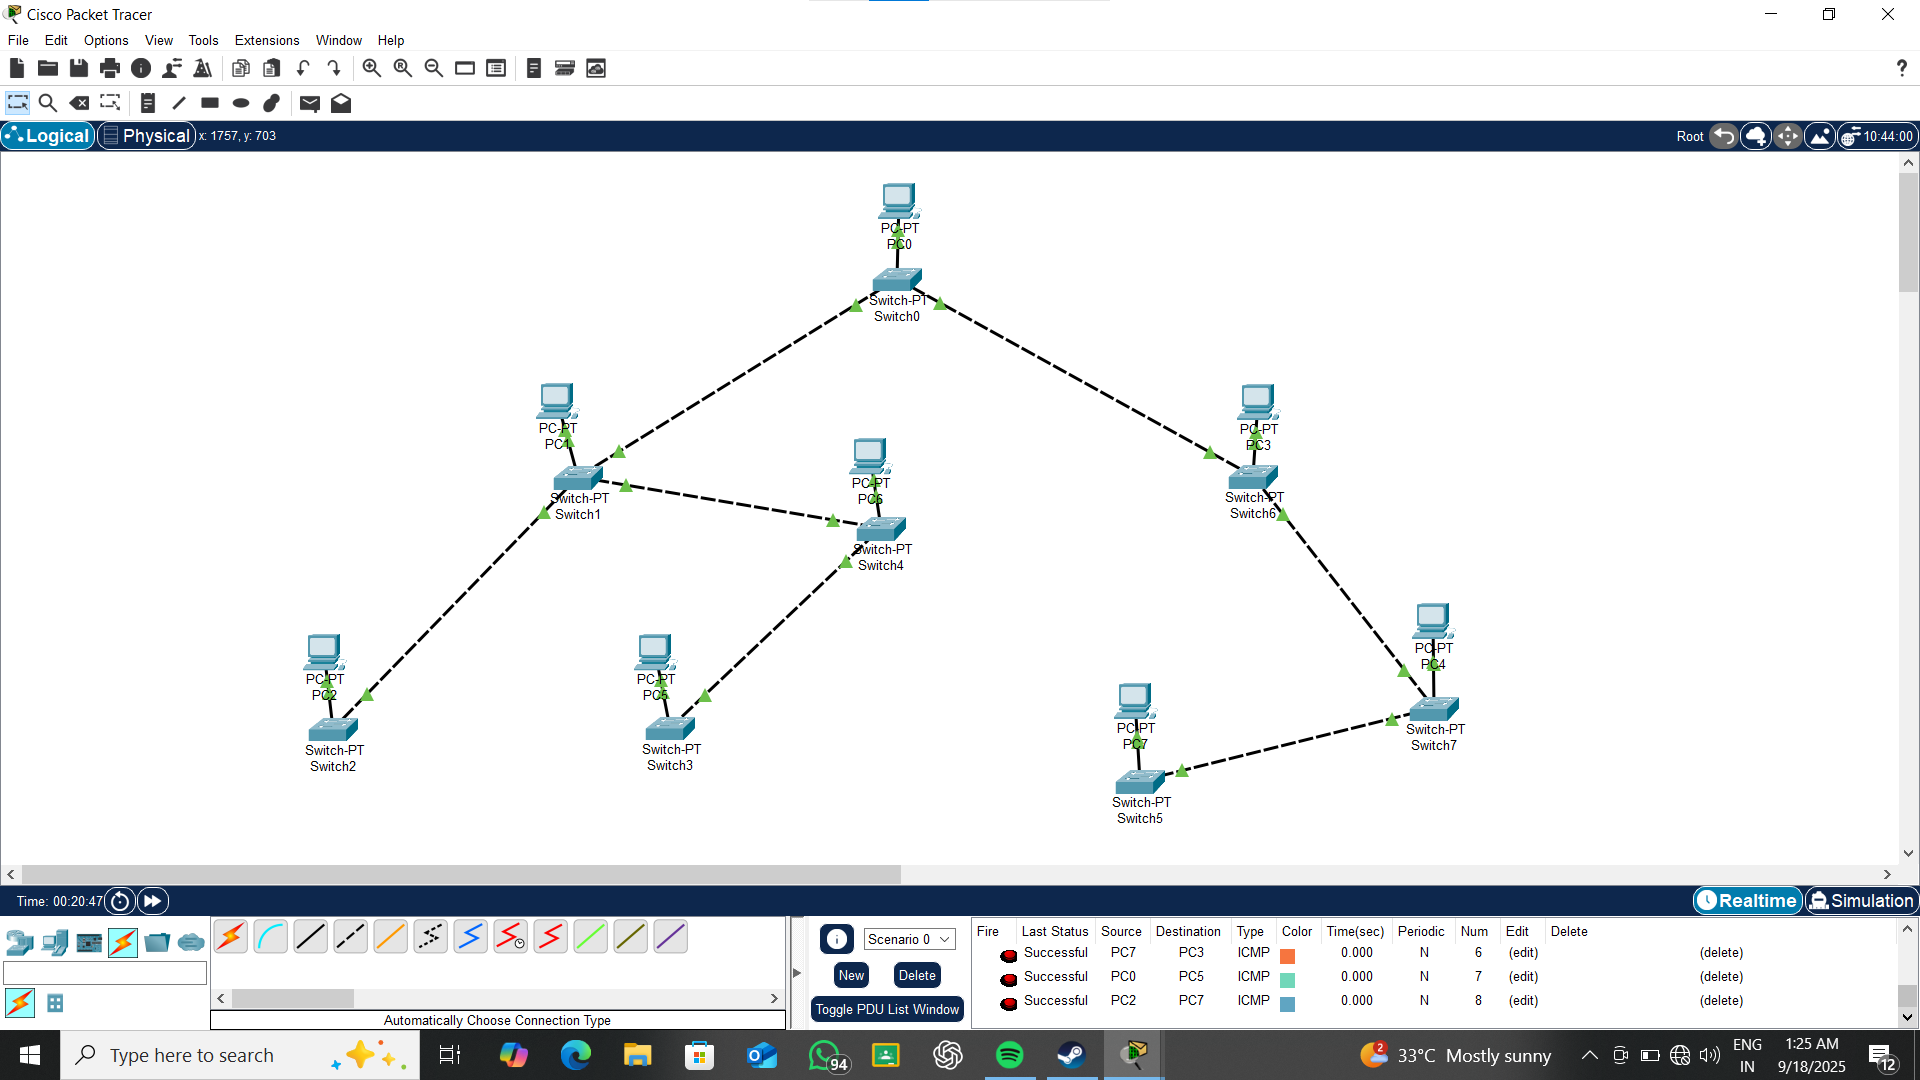 Cisco Packet Tracer
File Edit Options View Tools Extensions Window Help
?
Logical Physical x: 1757, y: 703
Root 10:44:00
PC-PT
PC0
Switch-PT
Switch0
PC-PT
PC1
Switch-PT
Switch1
PC-PT
PC6
Switch-PT
Switch4
PC-PT
PC3
Switch-PT
Switch6
PC-PT
PC2
Switch-PT
Switch2
PC-PT
PC5
Switch-PT
Switch3
PC-PT
PC4
Switch-PT
Switch7
PC-PT
PC7
Switch-PT
Switch5
Time: 00:20:47
Realtime Simulation
Scenario 0
New Delete
Toggle PDU List Window
Automatically Choose Connection Type
Fire Last Status Source Destination Type Color Time(sec) Periodic Num Edit Delete
Successful PC7 PC3 ICMP 0.000 N 6 (edit) (delete)
Successful PC0 PC5 ICMP 0.000 N 7 (edit) (delete)
Successful PC2 PC7 ICMP 0.000 N 8 (edit) (delete)
Type here to search
94
2
33°C Mostly sunny
ENG
IN
1:25 AM
9/18/2025
12